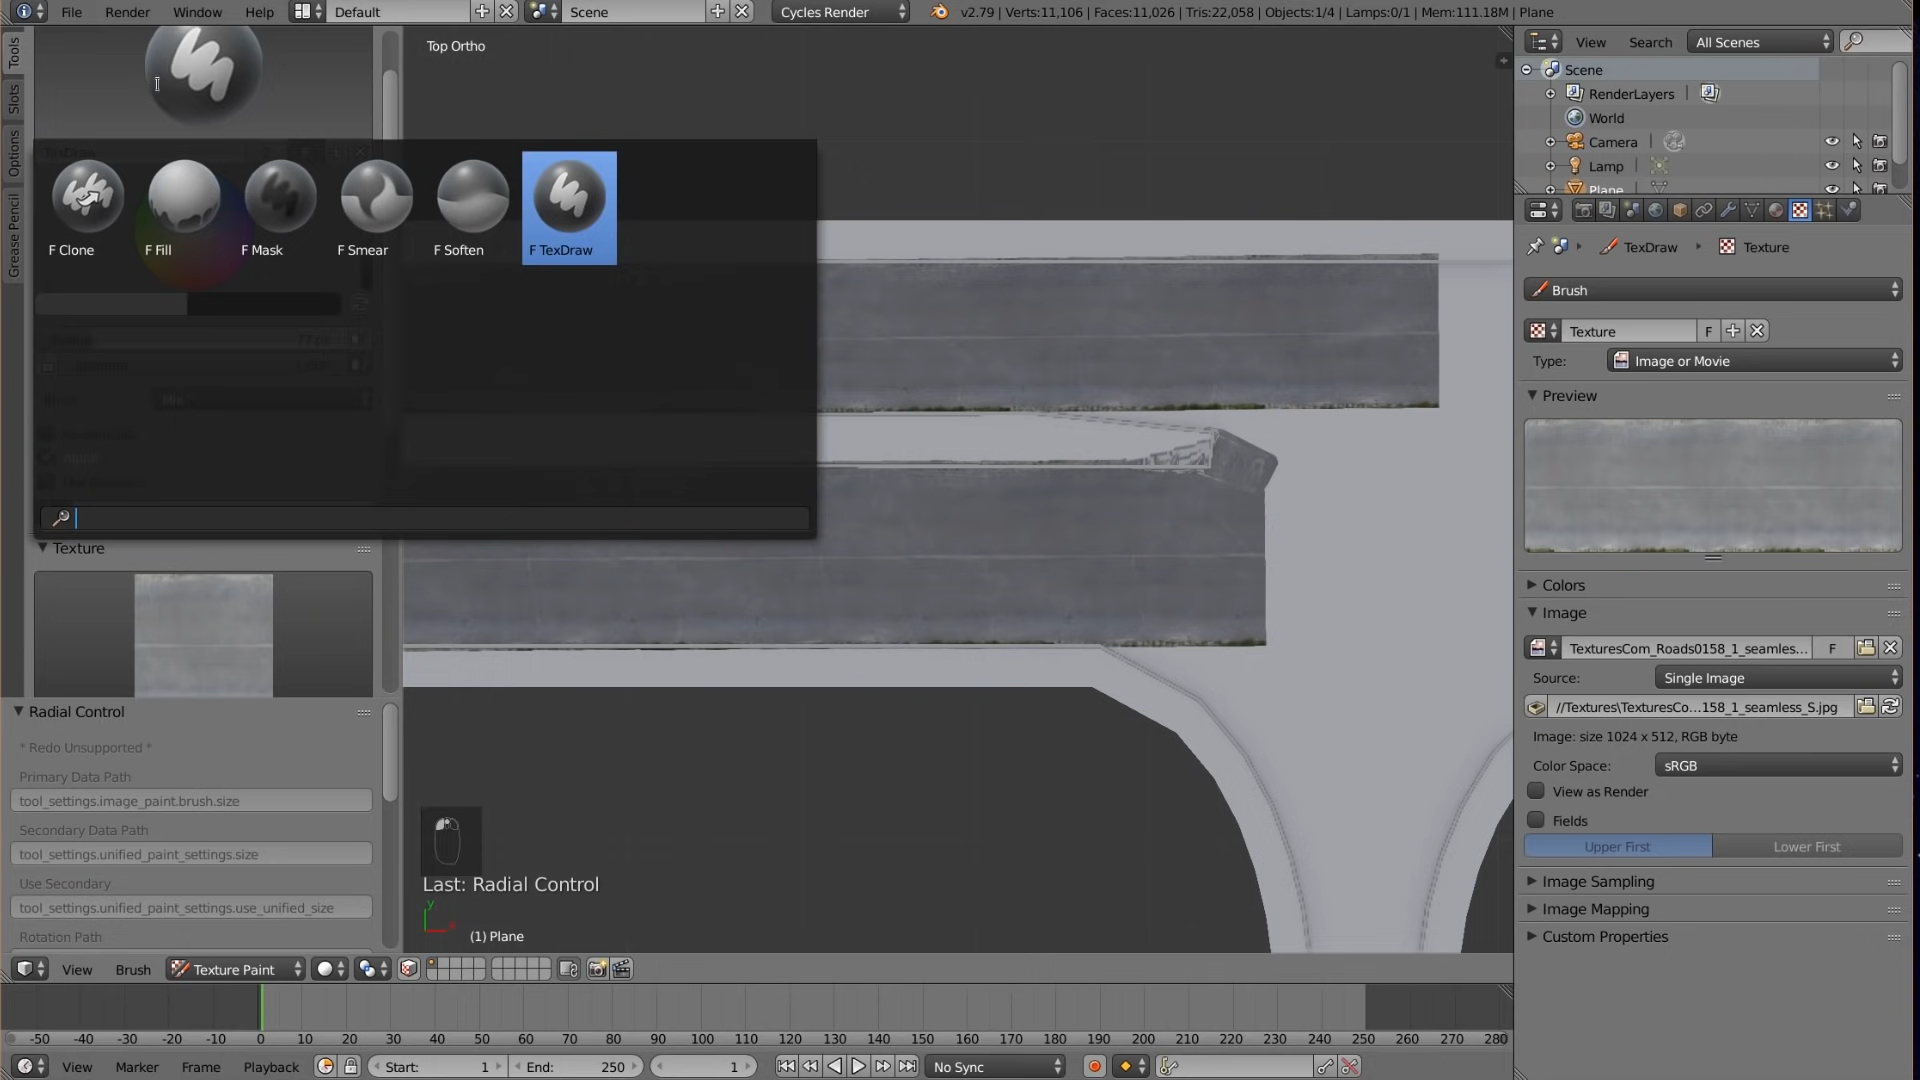 File Render Window Help Default Scene Cycles Render v2.79 | Verts:11,106 | Faces:11,026 | Tris:22,058 | Objects:1/4 | Lamps:0/1 | Mem:111.18M | Plane
Tools
Slots
Options
Grease Pencil
Top Ortho
F Clone F Fill F Mask F Smear F Soften F TexDraw
Texture
Radial Control
* Redo Unsupported *
Primary Data Path
tool_settings.image_paint.brush.size
Secondary Data Path
tool_settings.unified_paint_settings.size
Use Secondary
tool_settings.unified_paint_settings.use_unified_size
Rotation Path
Last: Radial Control
y
(1) Plane
View Brush Texture Paint
-50 -40 -30 -20 -10 0 10 20 30 40 50 60 70 80 90 100 110 120 130 140 150 160 170 180 190 200 210 220 230 240 250 260 270 280
View Marker Frame Playback Start: 1 End: 250 1 No Sync
View Search All Scenes
Scene
RenderLayers
World
Camera
Lamp
Plane
TexDraw Texture
Brush
Texture F
Type: Image or Movie
Preview
Colors
Image
TexturesCom_Roads0158_1_seamles... F
Source: Single Image
//Textures\TexturesCo...158_1_seamless_S.jpg
Image: size 1024 x 512, RGB byte
Color Space: sRGB
View as Render
Fields
Upper First Lower First
Image Sampling
Image Mapping
Custom Properties